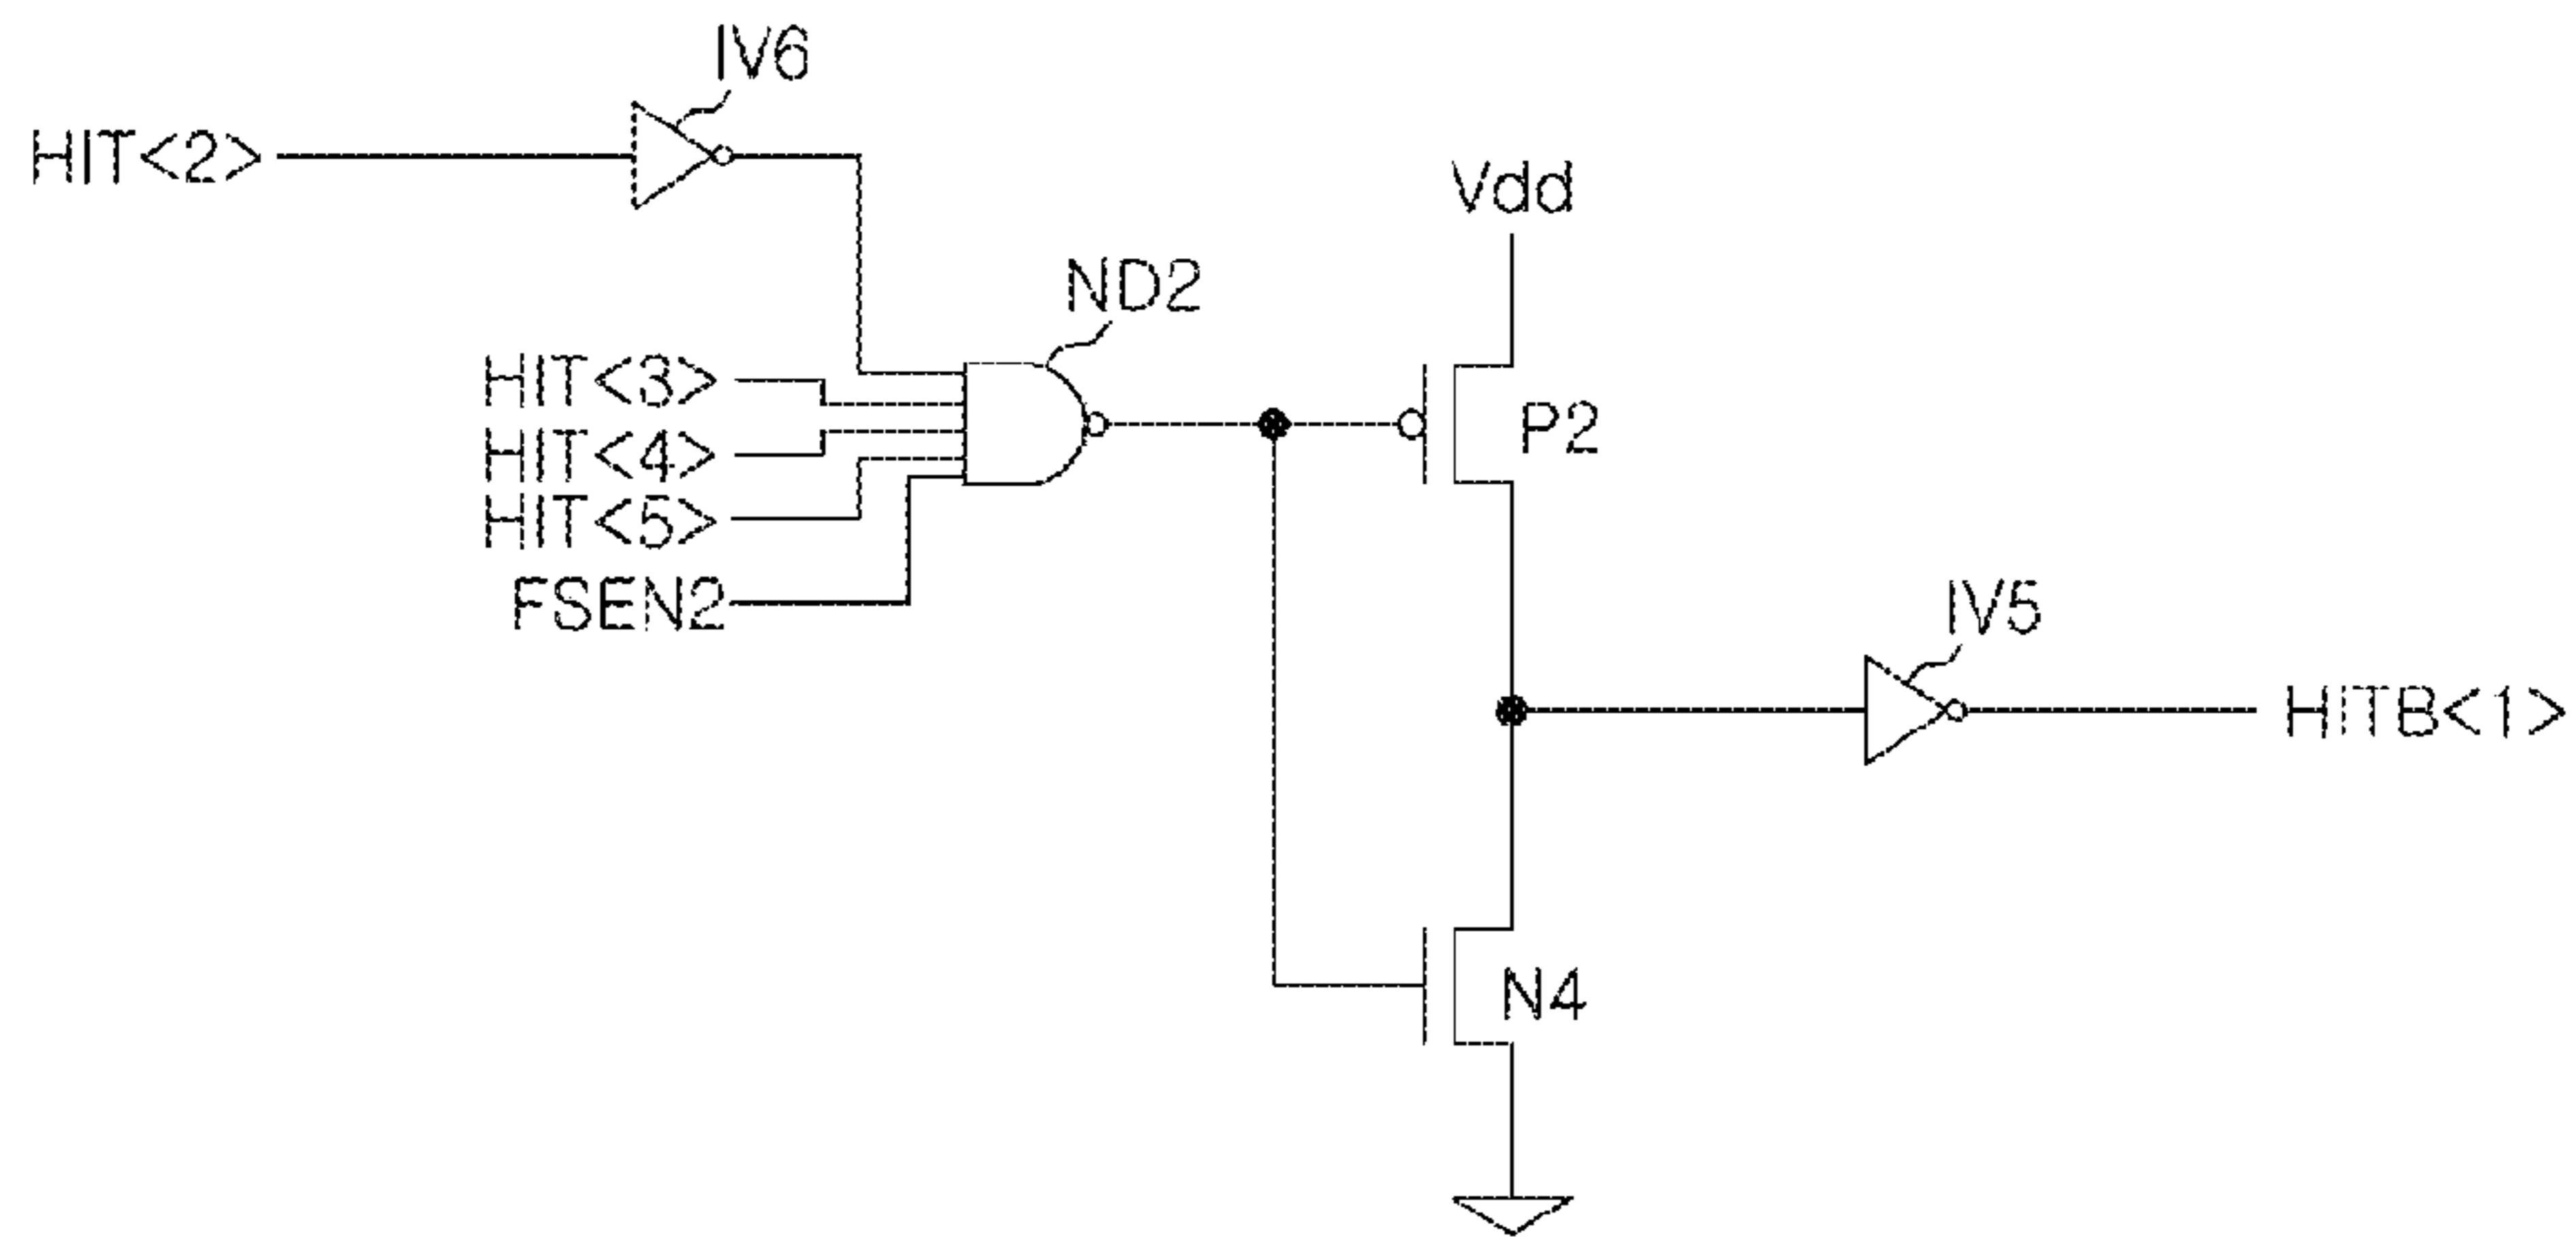 IV6
HIT<2>
Vdd
ND2
HIT<3>
P2
HIT<4>
HIT<5>
FSEN2
IV5
HITB<1>
N4